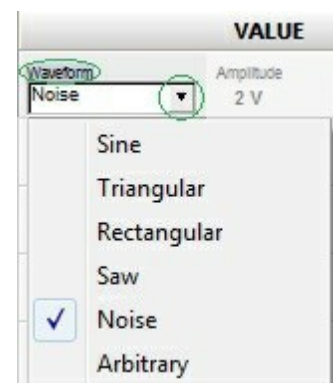 VALUE
Waveform Amplitude
Noise 2 V
Sine
Triangular
Rectangular
Saw
Noise
Arbitrary